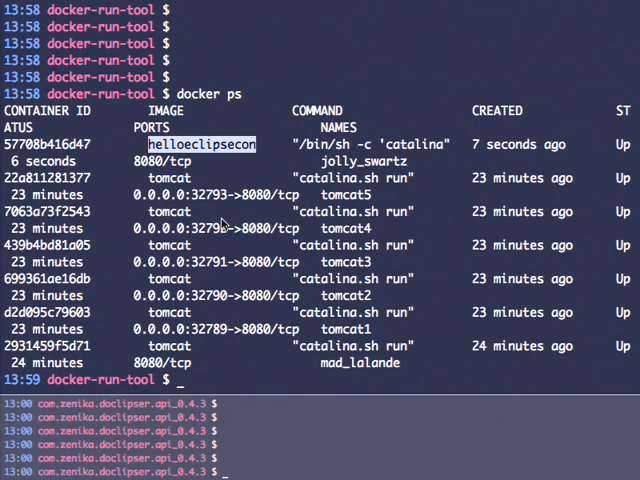 13:58 docker-run-tool $
13:58 docker-run-tool $
13:58 docker-run-tool $
13:58 docker-run-tool $
13:58 docker-run-tool $
13:58 docker-run-tool $ docker ps
CONTAINER ID IMAGE COMMAND CREATED ST
ATUS PORTS NAMES
57708b416d47 helloeclipsecon "/bin/sh -c 'catalina" 7 seconds ago Up
6 seconds 8080/tcp jolly_swartz
22a811281377 tomcat "catalina.sh run" 23 minutes ago Up
23 minutes 0.0.0.0:32793->8080/tcp tomcat5
7063a73f2543 tomcat "catalina.sh run" 23 minutes ago Up
23 minutes tomcat4
439b4bd81a05 tomcat "catalina.sh run" 23 minutes ago Up
23 minutes 0.0.0.0:32791->8080/tcp tomcat3
699361ae16db tomcat "catalina.sh run" 23 minutes ago Up
23 minutes 0.0.0.0:32790->8080/tcp tomcat2
d2d095c79603 tomcat "catalina.sh run" 23 minutes ago Up
23 minutes 0.0.0.0:32789->8080/tcp tomcat1
2931459f5d71 tomcat "catalina.sh run" 24 minutes ago Up
24 minutes 8080/tcp mad_lalande
13:59 docker-run-tool $ _
13:00 com.zenika.doclipser.api_0.4.3 $
13:00 com.zenika.doclipser.api_0.4.3 $
13:00 com.zenika.doclipser.api_0.4.3 $
13:00 com.zenika.doclipser.api_0.4.3 $
13:00 com.zenika.doclipser.api_0.4.3 $
13:00 com.zenika.doclipser.api_0.4.3 $ _